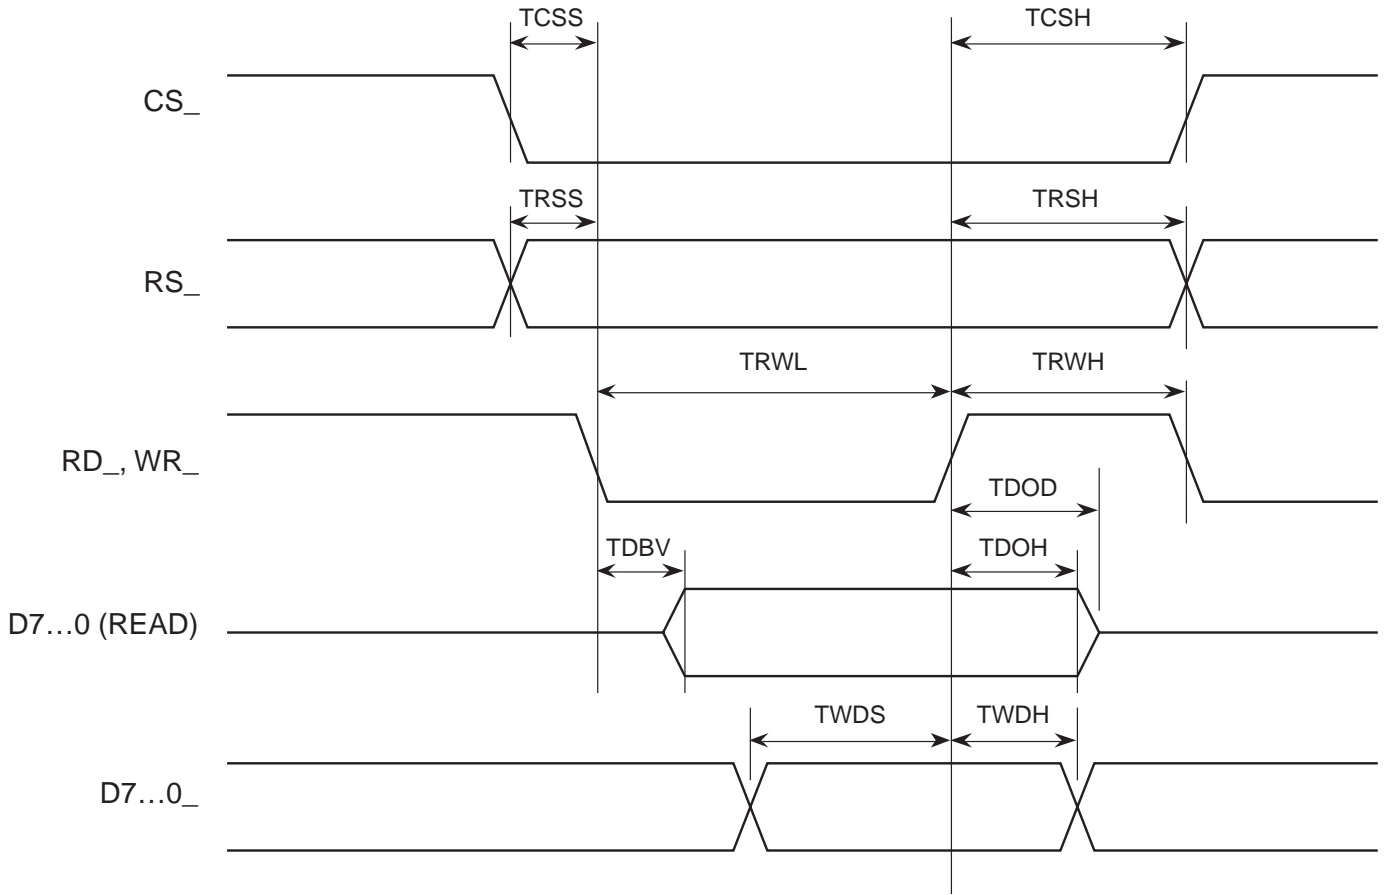 TCSS TCSH
CS_
TRSS TRSH
RS_
TRWL TRWH
RD_, WR_
TDOD
TDBV TDOH
D7…0 (READ)
TWDS TWDH
D7…0_